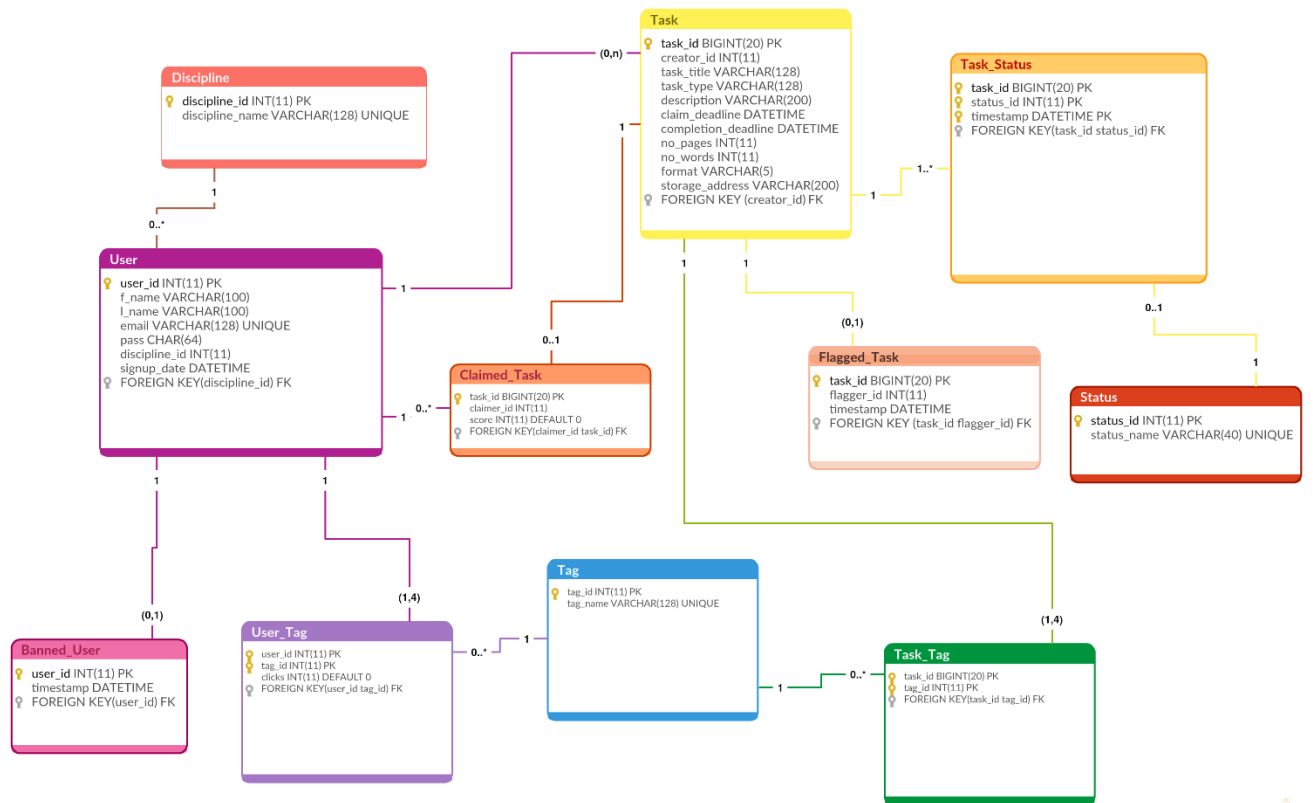 Task
task_id BIGINT(20) PK
creator_id INT(11)
task_title VARCHAR(128)
task_type VARCHAR(128)
description VARCHAR(200)
claim_deadline DATETIME
completion_deadline DATETIME
no_pages INT(11)
no_words INT(11)
format VARCHAR(5)
storage_address VARCHAR(200)
FOREIGN KEY (creator_id) FK
(0,n)
1
Discipline
discipline_id INT(11) PK
discipline_name VARCHAR(128) UNIQUE
1
0..*
Task_Status
task_id BIGINT(20) PK
status_id INT(11) PK
timestamp DATETIME PK
FOREIGN KEY(task_id status_id) FK
1
1..*
User
user_id INT(11) PK
f_name VARCHAR(100)
l_name VARCHAR(100)
email VARCHAR(128) UNIQUE
pass CHAR(64)
discipline_id INT(11)
signup_date DATETIME
FOREIGN KEY(discipline_id) FK
1
1
0..*
1
1
0..1
Claimed_Task
task_id BIGINT(20) PK
claimer_id INT(11)
score INT(11) DEFAULT 0
FOREIGN KEY(claimer_id task_id) FK
1
1
(0,1)
Flagged_Task
task_id BIGINT(20) PK
flagger_id INT(11)
timestamp DATETIME
FOREIGN KEY (task_id flagger_id) FK
0..1
1
Status
status_id INT(11) PK
status_name VARCHAR(40) UNIQUE
(0,1)
Banned_User
user_id INT(11) PK
timestamp DATETIME
FOREIGN KEY(user_id) FK
(1,4)
User_Tag
user_id INT(11) PK
tag_id INT(11) PK
clicks INT(11) DEFAULT 0
FOREIGN KEY(user_id tag_id) FK
0..*
1
Tag
tag_id INT(11) PK
tag_name VARCHAR(128) UNIQUE
1
0..*
(1,4)
Task_Tag
task_id BIGINT(20) PK
tag_id INT(11) PK
FOREIGN KEY(task_id tag_id) FK